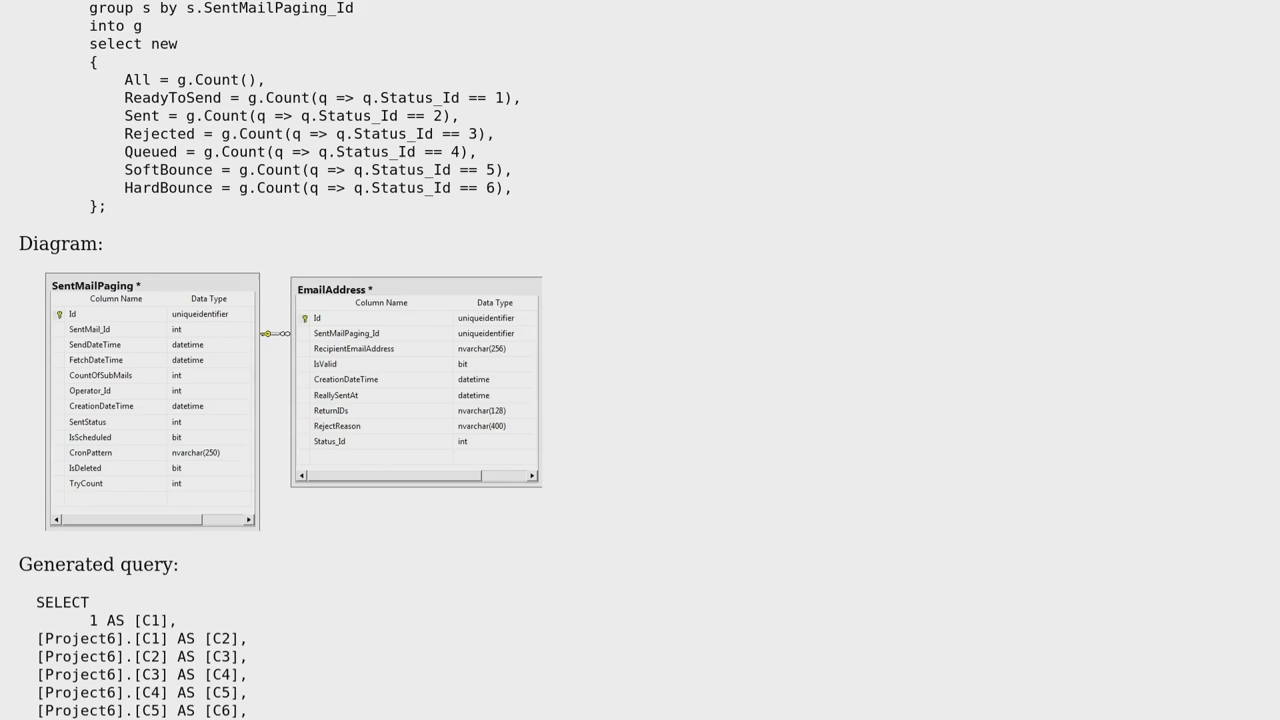 group s by s.SentMailPaging_Id
into g
select new
{
All = g.Count(),
ReadyToSend = g.Count(q => q.Status_Id == 1),
Sent = g.Count(q => q.Status_Id == 2),
Rejected = g.Count(q => q.Status_Id == 3),
Queued = g.Count(q => q.Status_Id == 4),
SoftBounce = g.Count(q => q.Status_Id == 5),
HardBounce = g.Count(q => q.Status_Id == 6),
};
Diagram:
SentMailPaging *
Column Name Data Type
Id uniqueidentifier
SentMail_Id int
SendDateTime datetime
FetchDateTime datetime
CountOfSubMails int
Operator_Id int
CreationDateTime datetime
SentStatus int
IsScheduled bit
CronPattern nvarchar(250)
IsDeleted bit
TryCount int
EmailAddress *
Column Name Data Type
Id uniqueidentifier
SentMailPaging_Id uniqueidentifier
RecipientEmailAddress nvarchar(256)
IsValid bit
CreationDateTime datetime
ReallySentAt datetime
ReturnIDs nvarchar(128)
RejectReason nvarchar(400)
Status_Id int
Generated query:
SELECT
1 AS [C1],
[Project6].[C1] AS [C2],
[Project6].[C2] AS [C3],
[Project6].[C3] AS [C4],
[Project6].[C4] AS [C5],
[Project6].[C5] AS [C6],